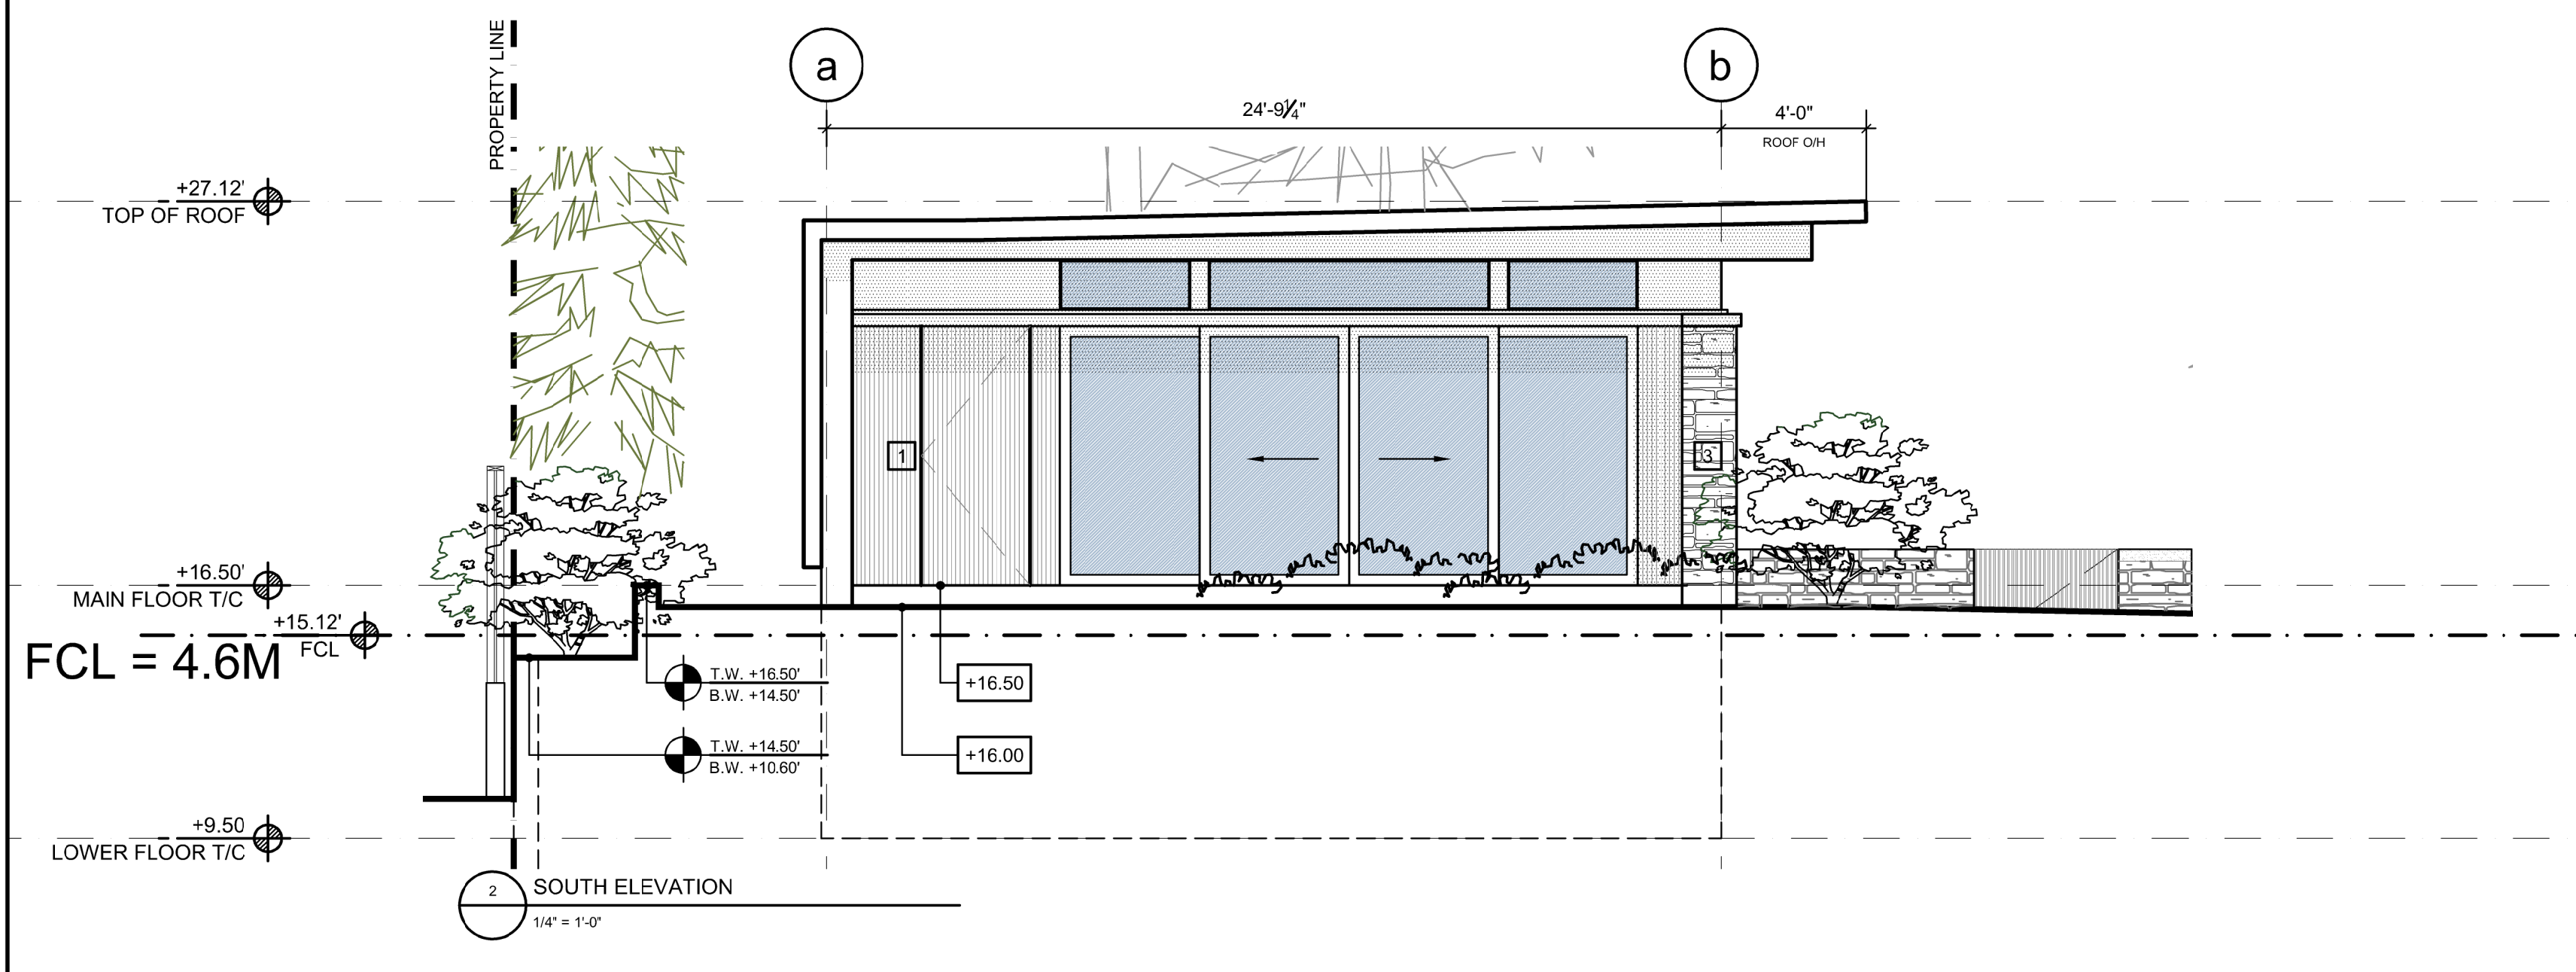 PROPERTY LINE
a
b
24'-9¼"
4'-0"
ROOF O/H
+27.12'
TOP OF ROOF
1
3
+16.50'
MAIN FLOOR T/C
+15.12'
FCL
FCL = 4.6M
T.W. +16.50'
B.W. +14.50'
+16.50
T.W. +14.50'
B.W. +10.60'
+16.00
+9.50
LOWER FLOOR T/C
2
SOUTH ELEVATION
1/4" = 1'-0"